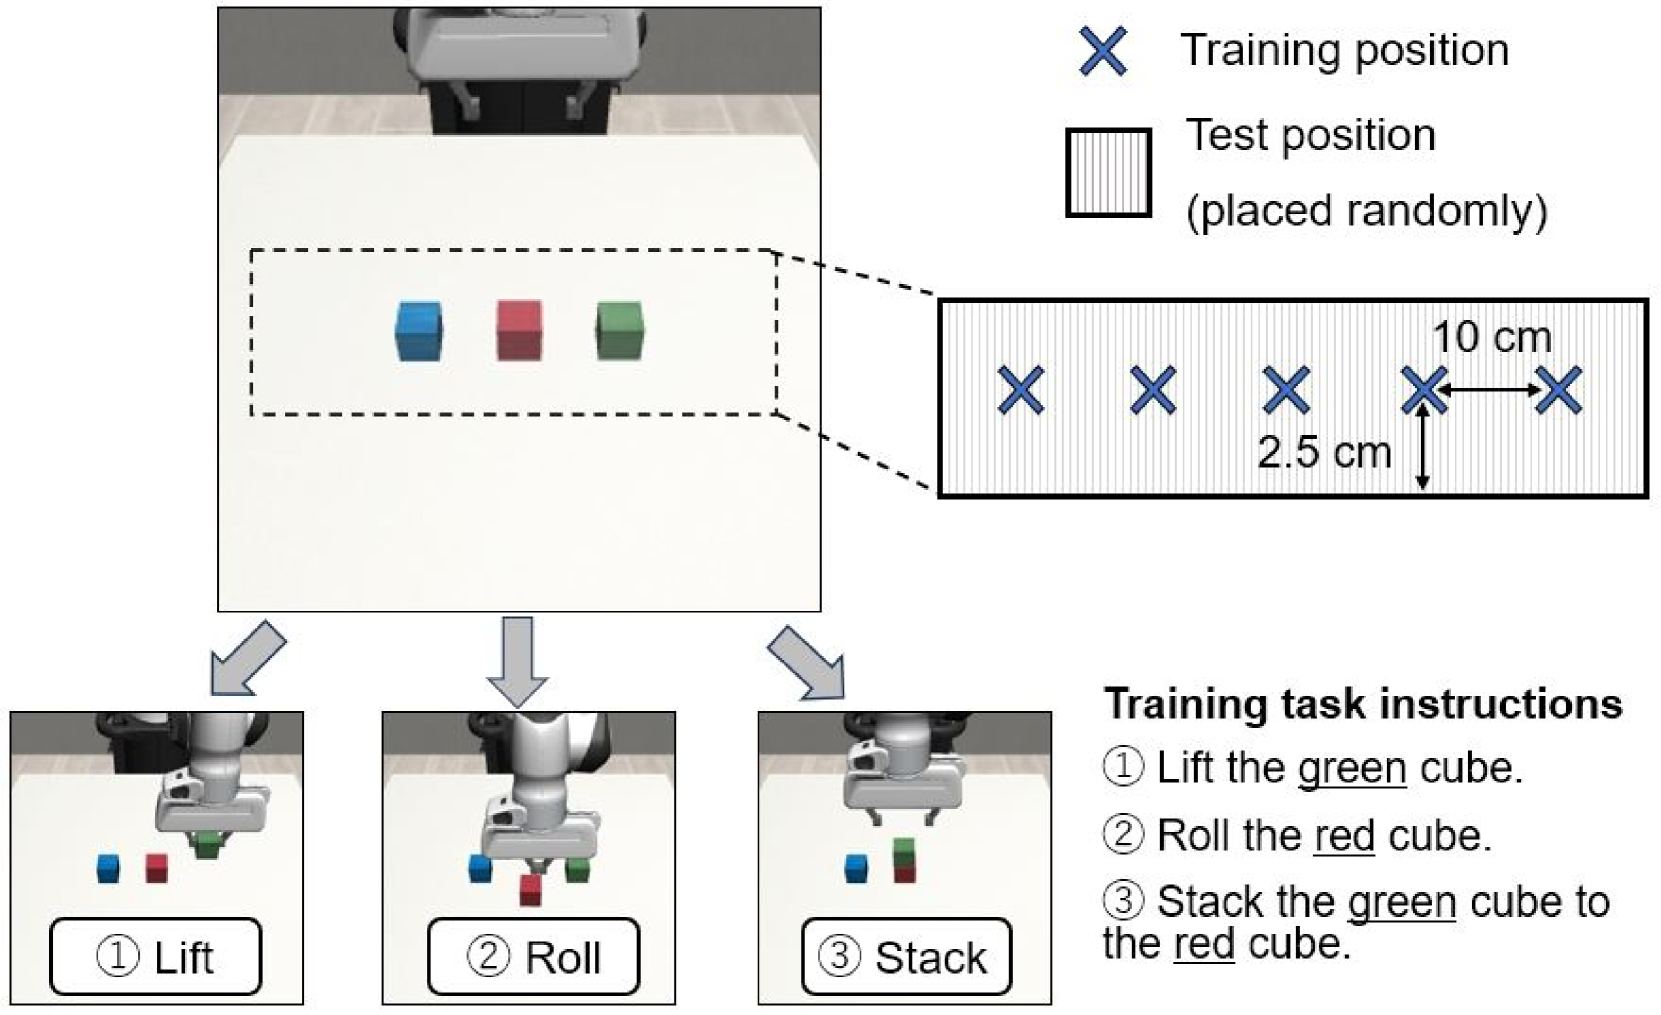 Training position
Test position
(placed randomly)
10 cm
2.5 cm
Training task instructions
① Lift the green cube.
② Roll the red cube.
③ Stack the green cube to
the red cube.
① Lift
② Roll
③ Stack